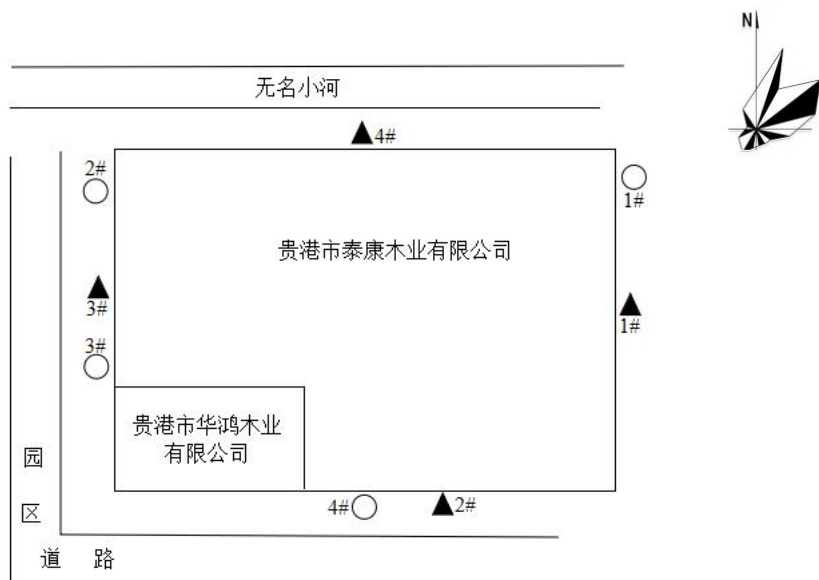 N
无名小河
4#
2#
1#
贵港市泰康木业有限公司
3#
1#
3#
贵港市华鸿木业
有限公司
园
区
4#
2#
道 路